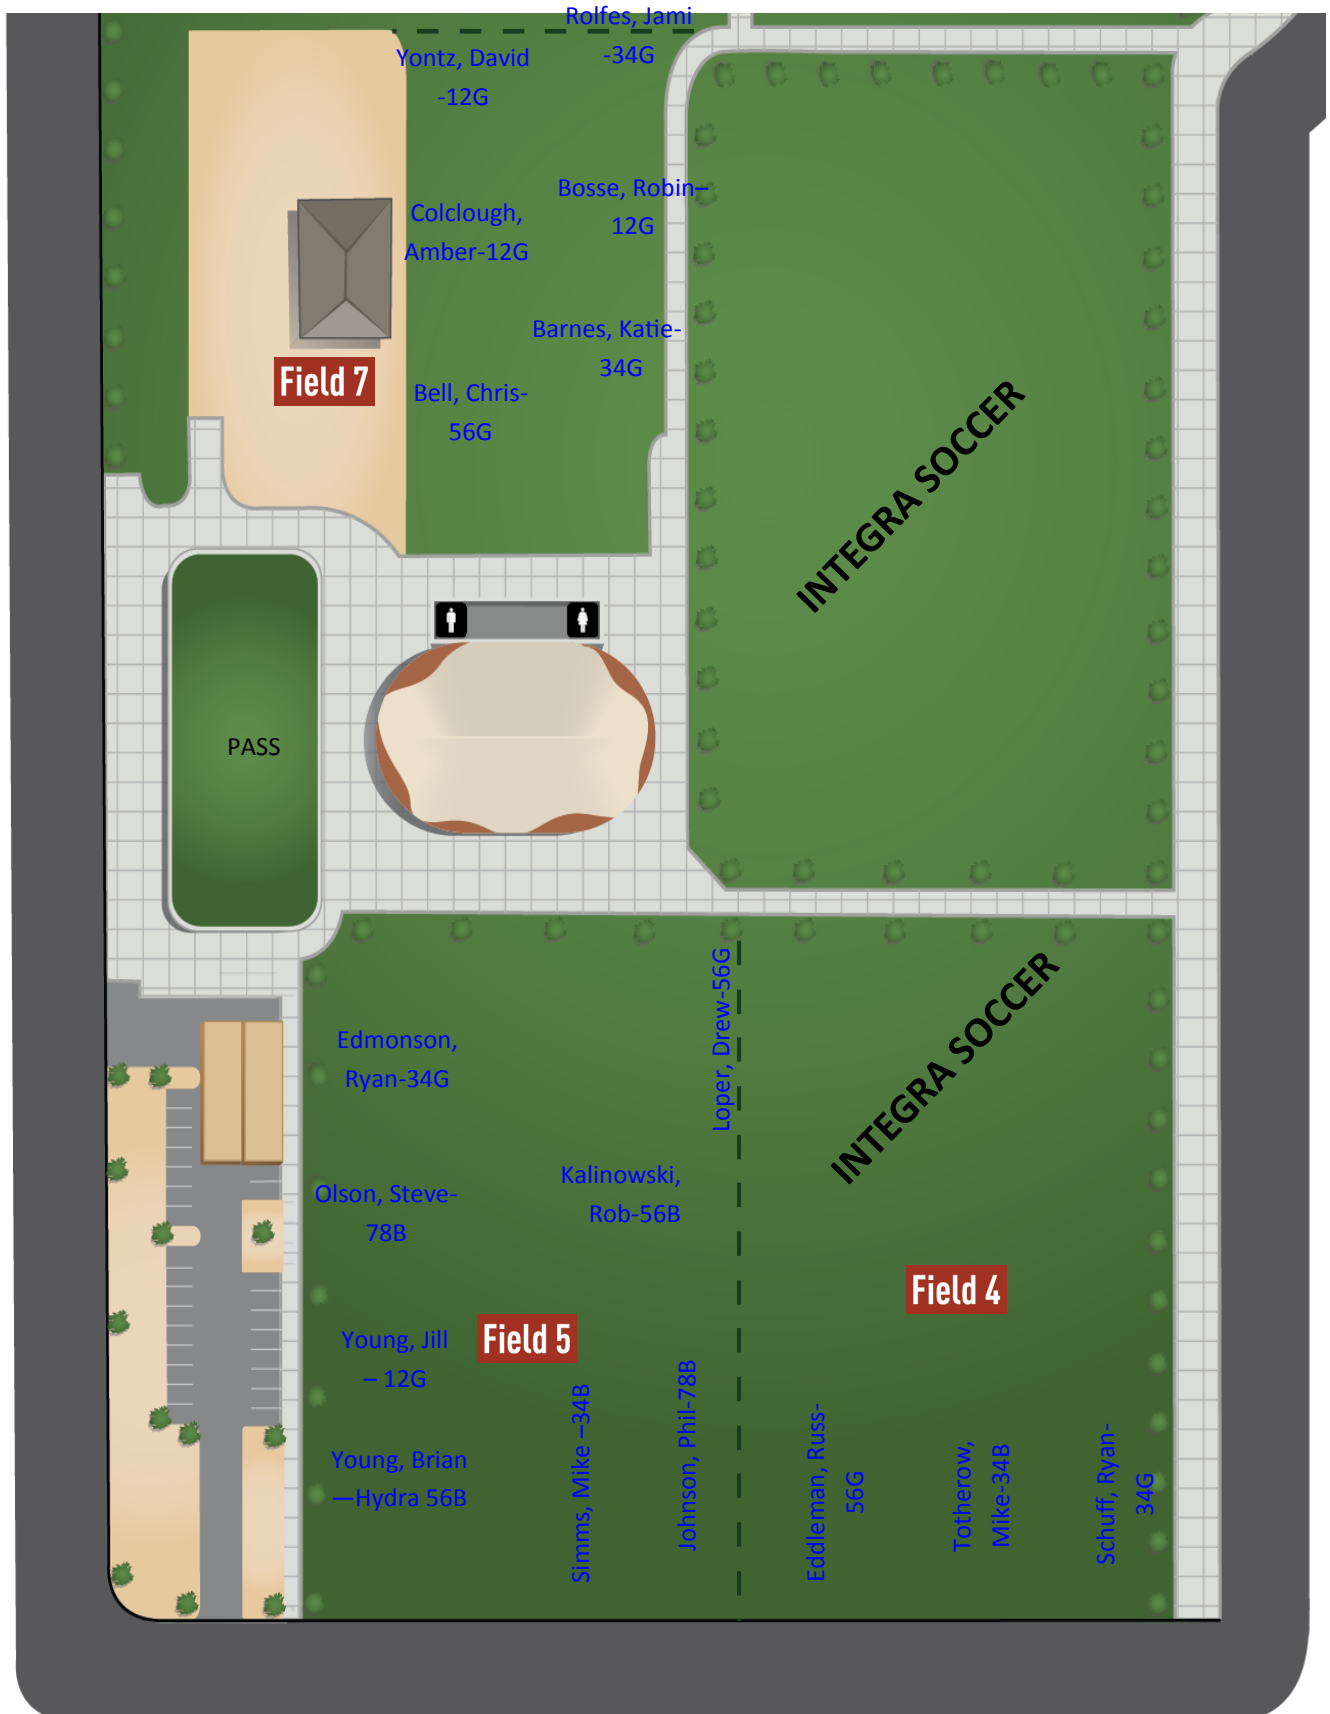 Rolfes, Jami
-34G
Yontz, David
-12G
Bosse, Robin–
12G
Colclough,
Amber-12G
Barnes, Katie-
34G
Field 7
Bell, Chris-
56G
INTEGRA SOCCER
PASS
Loper, Drew-56G
INTEGRA SOCCER
Edmonson,
Ryan-34G
Kalinowski,
Rob-56B
Olson, Steve-
78B
Field 4
Field 5
Young, Jill
– 12G
Simms, Mike –34B
Johnson, Phil-78B
Young, Brian
—Hydra 56B
Eddleman, Russ-
56G
Totherow,
Mike-34B
Schuff, Ryan-
34G